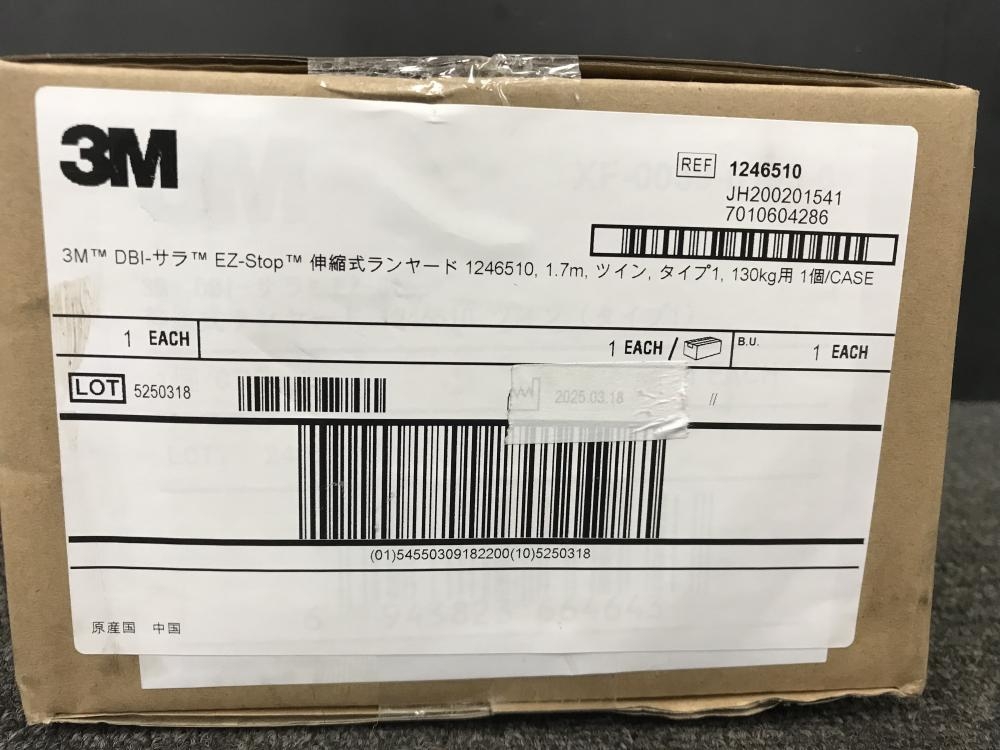 3M
REF 1246510
JH200201541
7010604286
3M™ DBI-サラ™ EZ-Stop™ 伸縮式ランヤード 1246510, 1.7m, ツイン, タイプ1, 130kg用 1個/CASE
1 EACH
1 EACH /
B.U. 1 EACH
LOT 5250318
2025.03.18
//
(01)54550309182200(10)5250318
原産国 中国